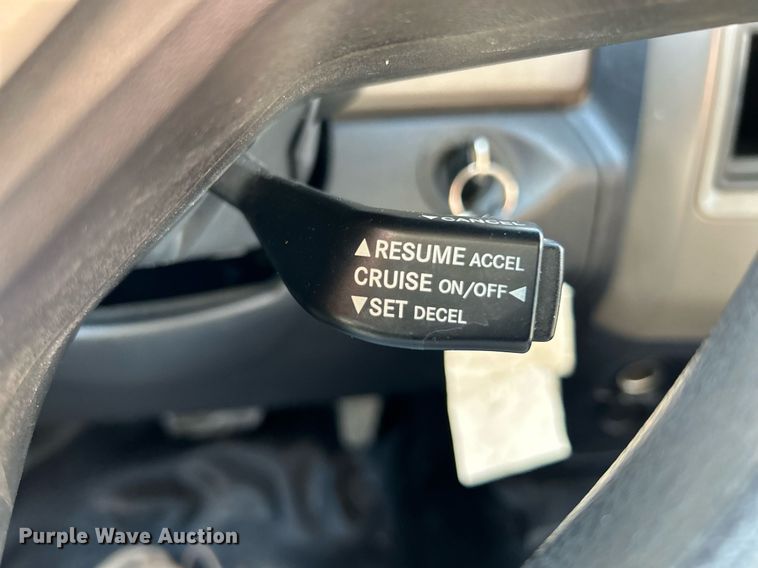 ▼CANCEL
▲RESUME ACCEL
CRUISE ON/OFF◄
▼SET DECEL
Purple Wave Auction